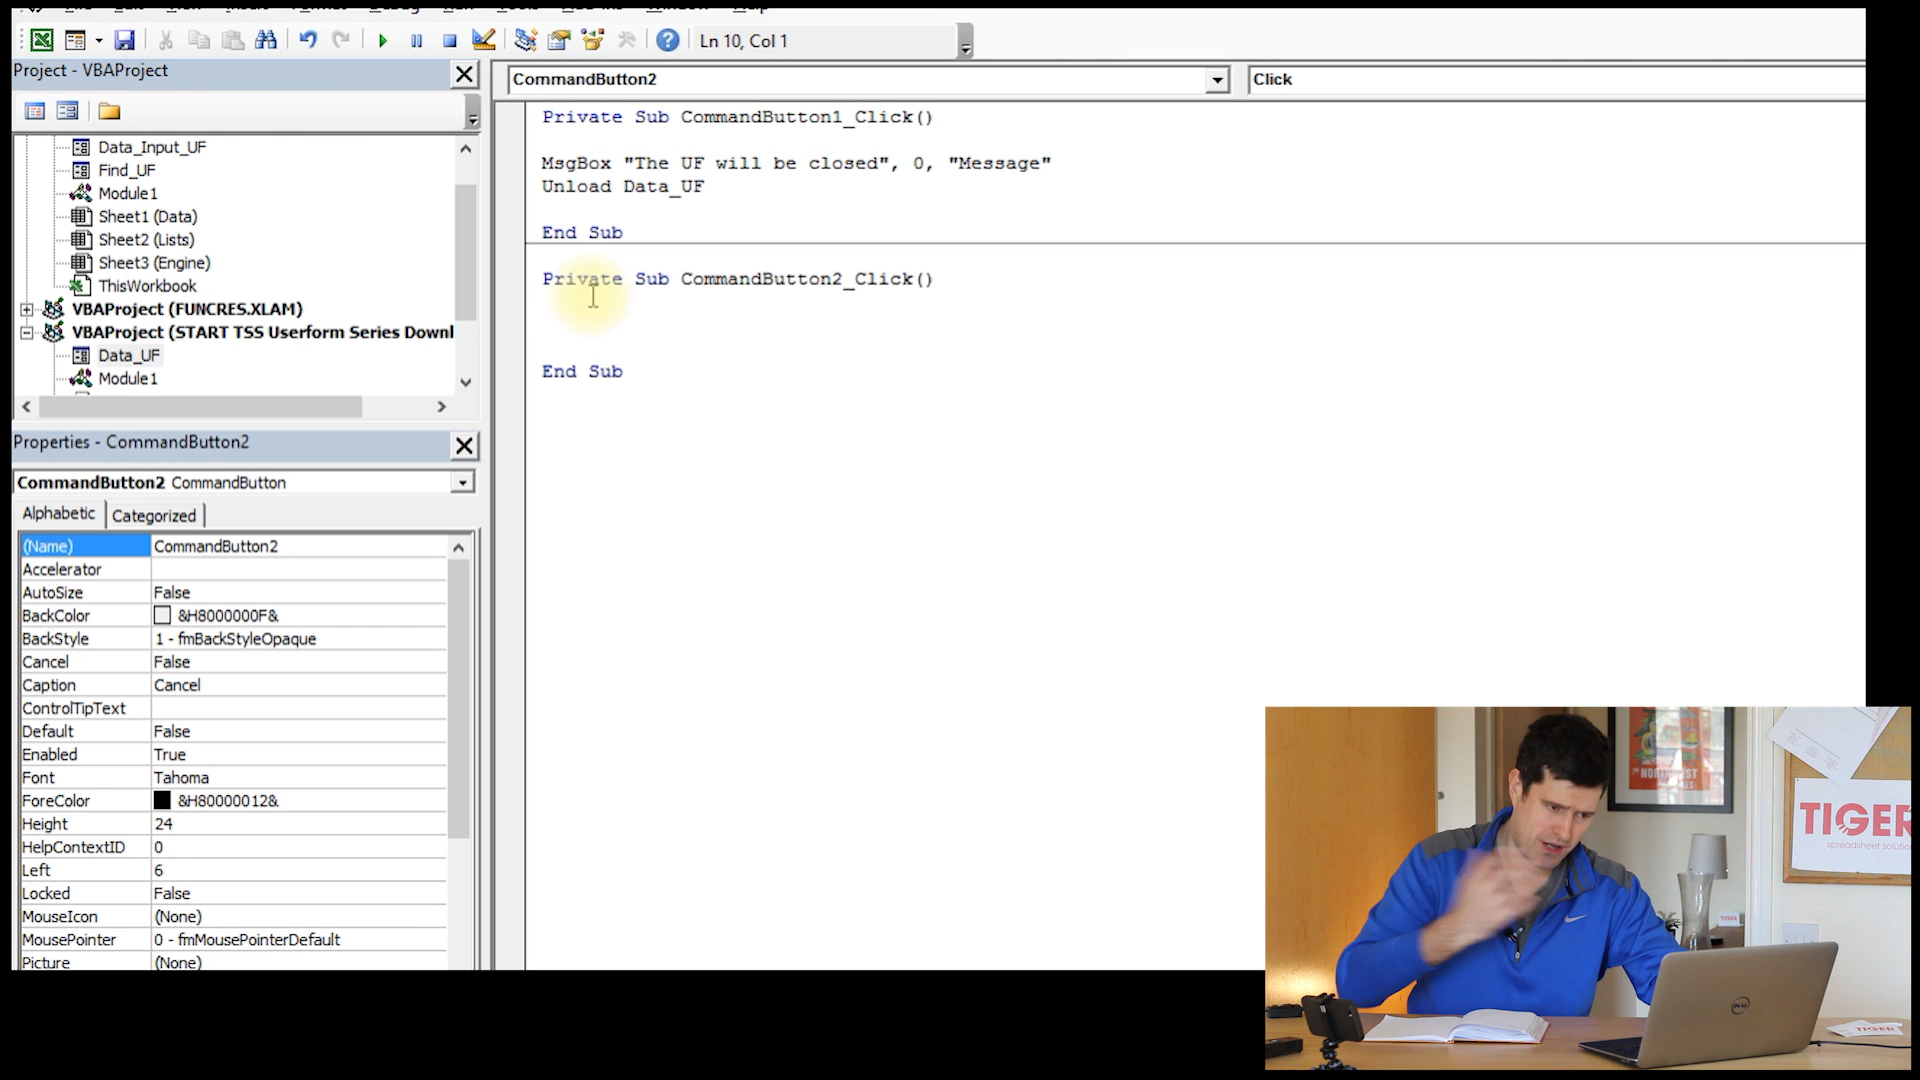 Ln 10, Col 1
Project - VBAProject
CommandButton2
Click
Data_Input_UF
Find_UF
Module1
Sheet1 (Data)
Sheet2 (Lists)
Sheet3 (Engine)
ThisWorkbook
VBAProject (FUNCRES.XLAM)
VBAProject (START TSS Userform Series Downl
Data_UF
Module1
Private Sub CommandButton1_Click()
MsgBox "The UF will be closed", 0, "Message"
Unload Data_UF
End Sub
Private Sub CommandButton2_Click()
End Sub
Properties - CommandButton2
CommandButton2 CommandButton
Alphabetic Categorized
(Name) CommandButton2
Accelerator
AutoSize False
BackColor &H8000000F&
BackStyle 1 - fmBackStyleOpaque
Cancel False
Caption Cancel
ControlTipText
Default False
Enabled True
Font Tahoma
ForeColor &H80000012&
Height 24
HelpContextID 0
Left 6
Locked False
MouseIcon (None)
MousePointer 0 - fmMousePointerDefault
Picture (None)
TIGER
spreadsheet solutio
TIGER
TIGER